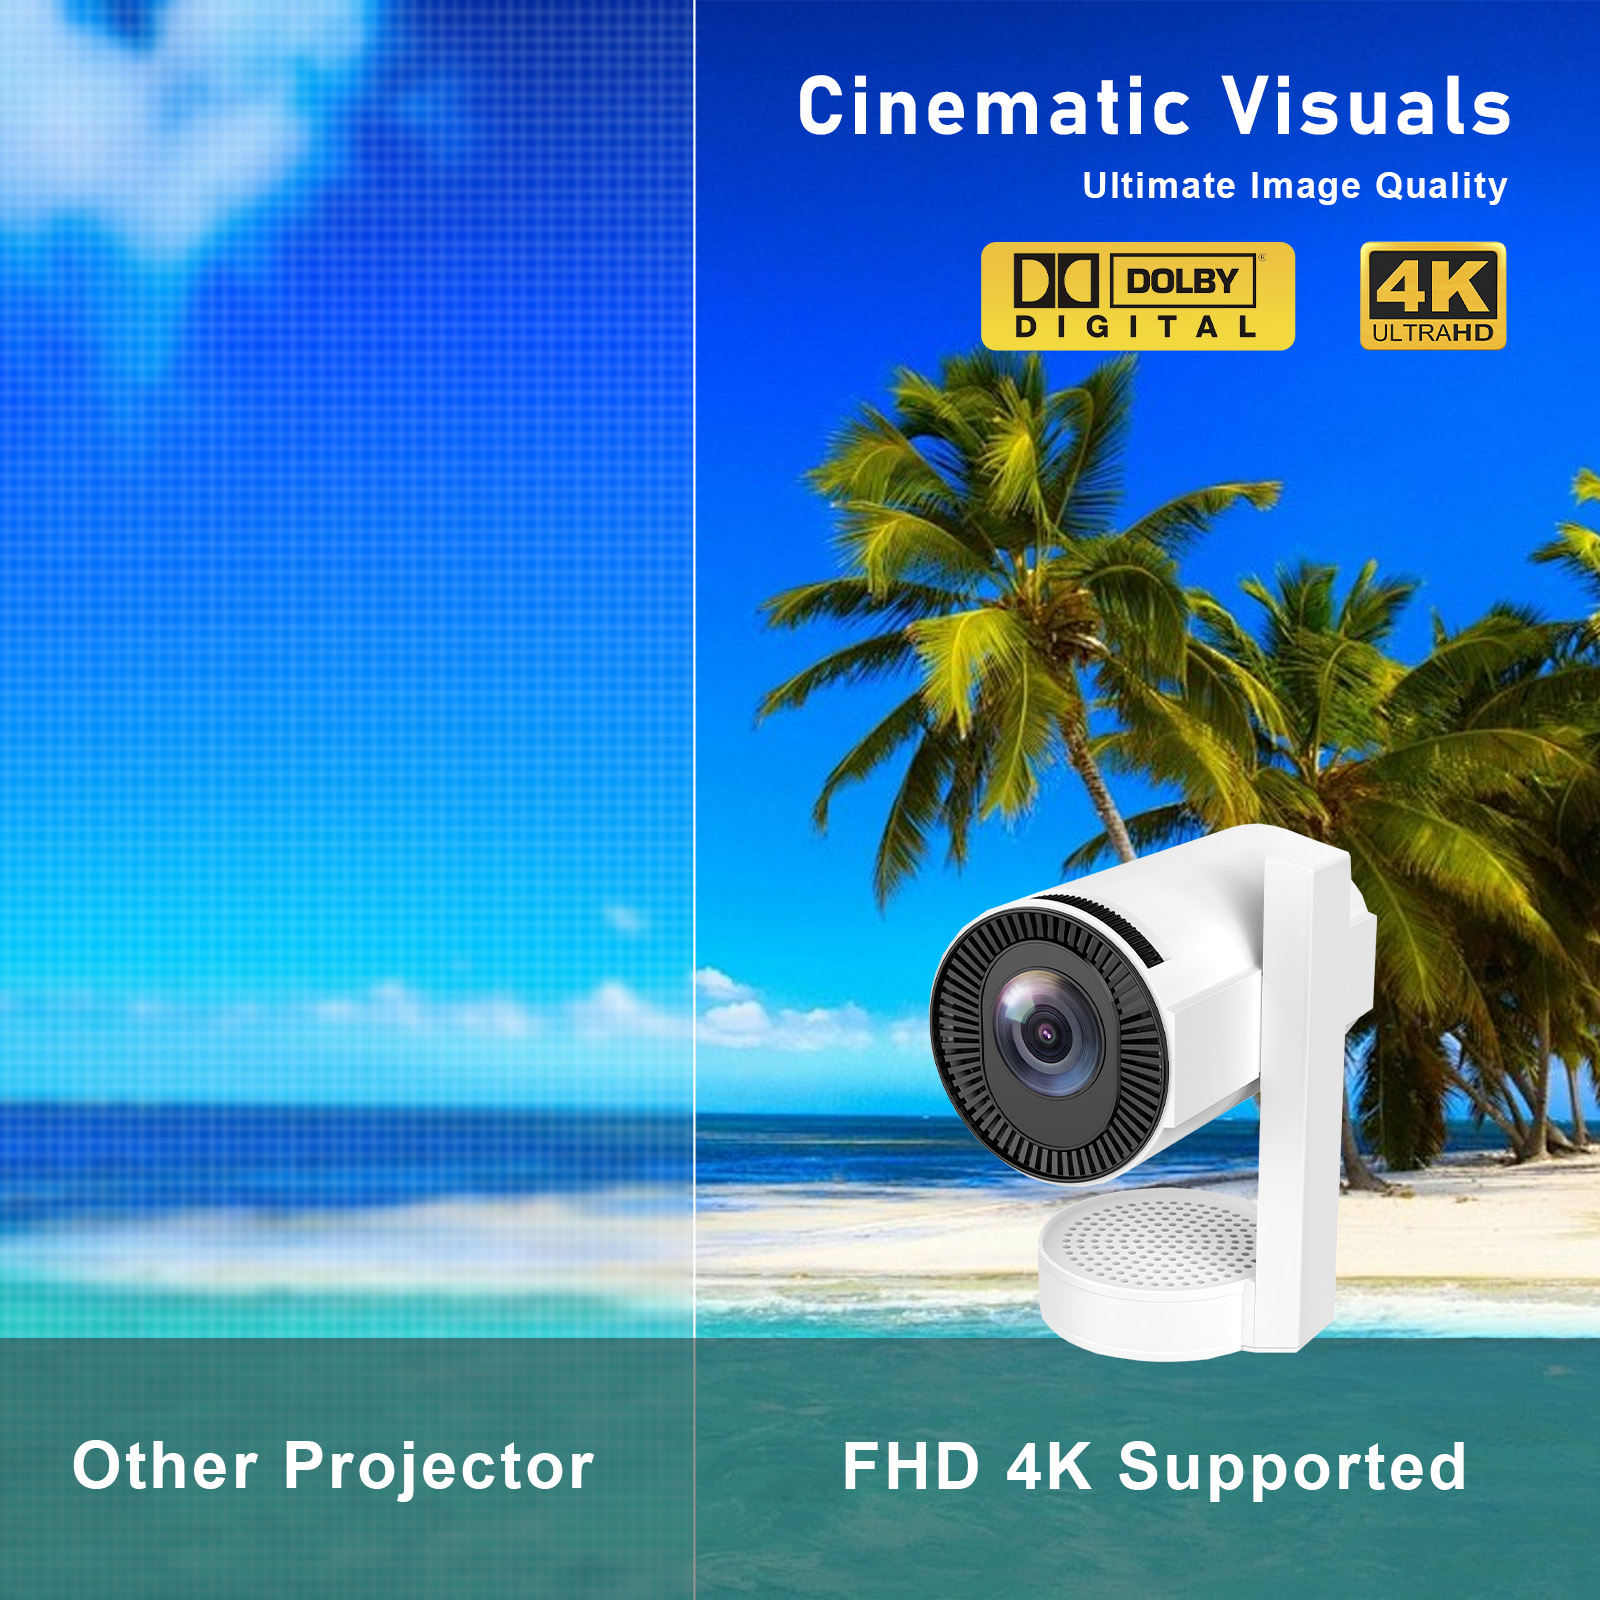 Cinematic Visuals
Ultimate Image Quality
DOLBY®
DIGITAL
4K
ULTRAHD
Other Projector
FHD 4K Supported